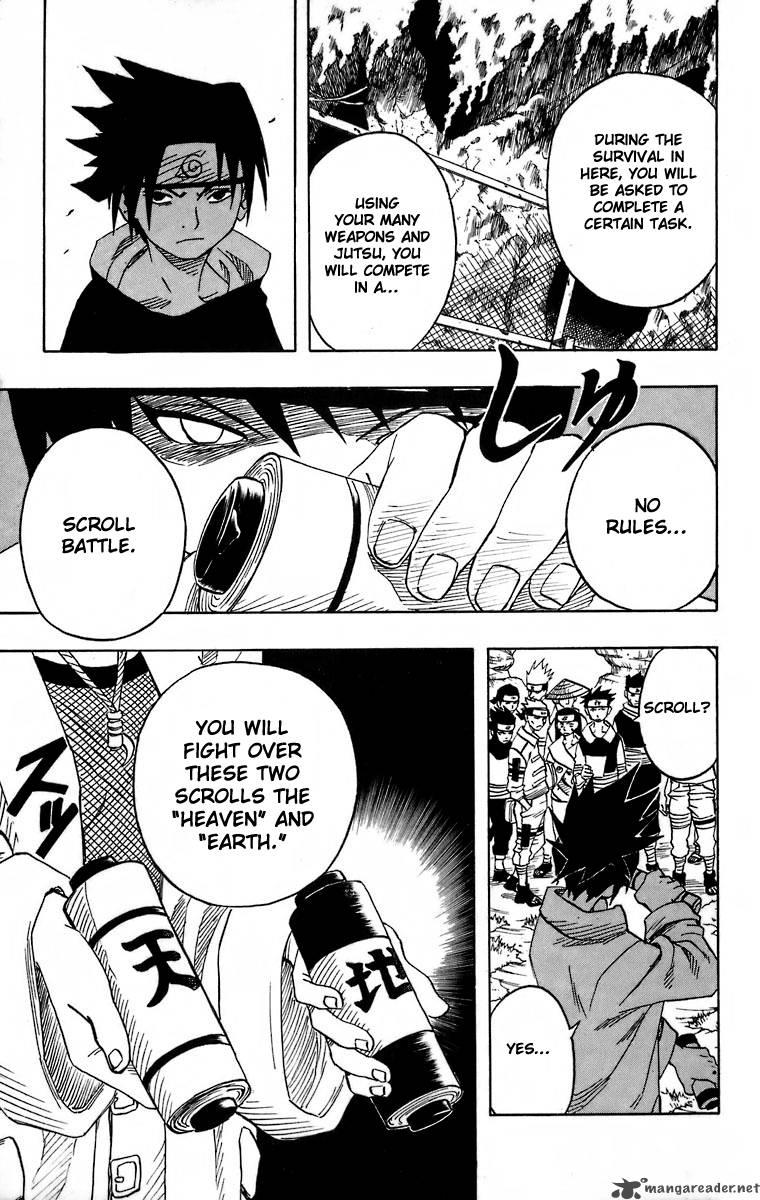 DURING THE
SURVIVAL IN
HERE, YOU WILL
BE ASKED TO
COMPLETE A
CERTAIN TASK.
USING
YOUR MANY
WEAPONS AND
JUTSU, YOU
WILL COMPETE
IN A...
しゅ
NO
RULES...
SCROLL
BATTLE.
SCROLL?
YES...
YOU WILL
FIGHT OVER
THESE TWO
SCROLLS THE
"HEAVEN" AND
"EARTH."
スッ
天
地
mangareader.net